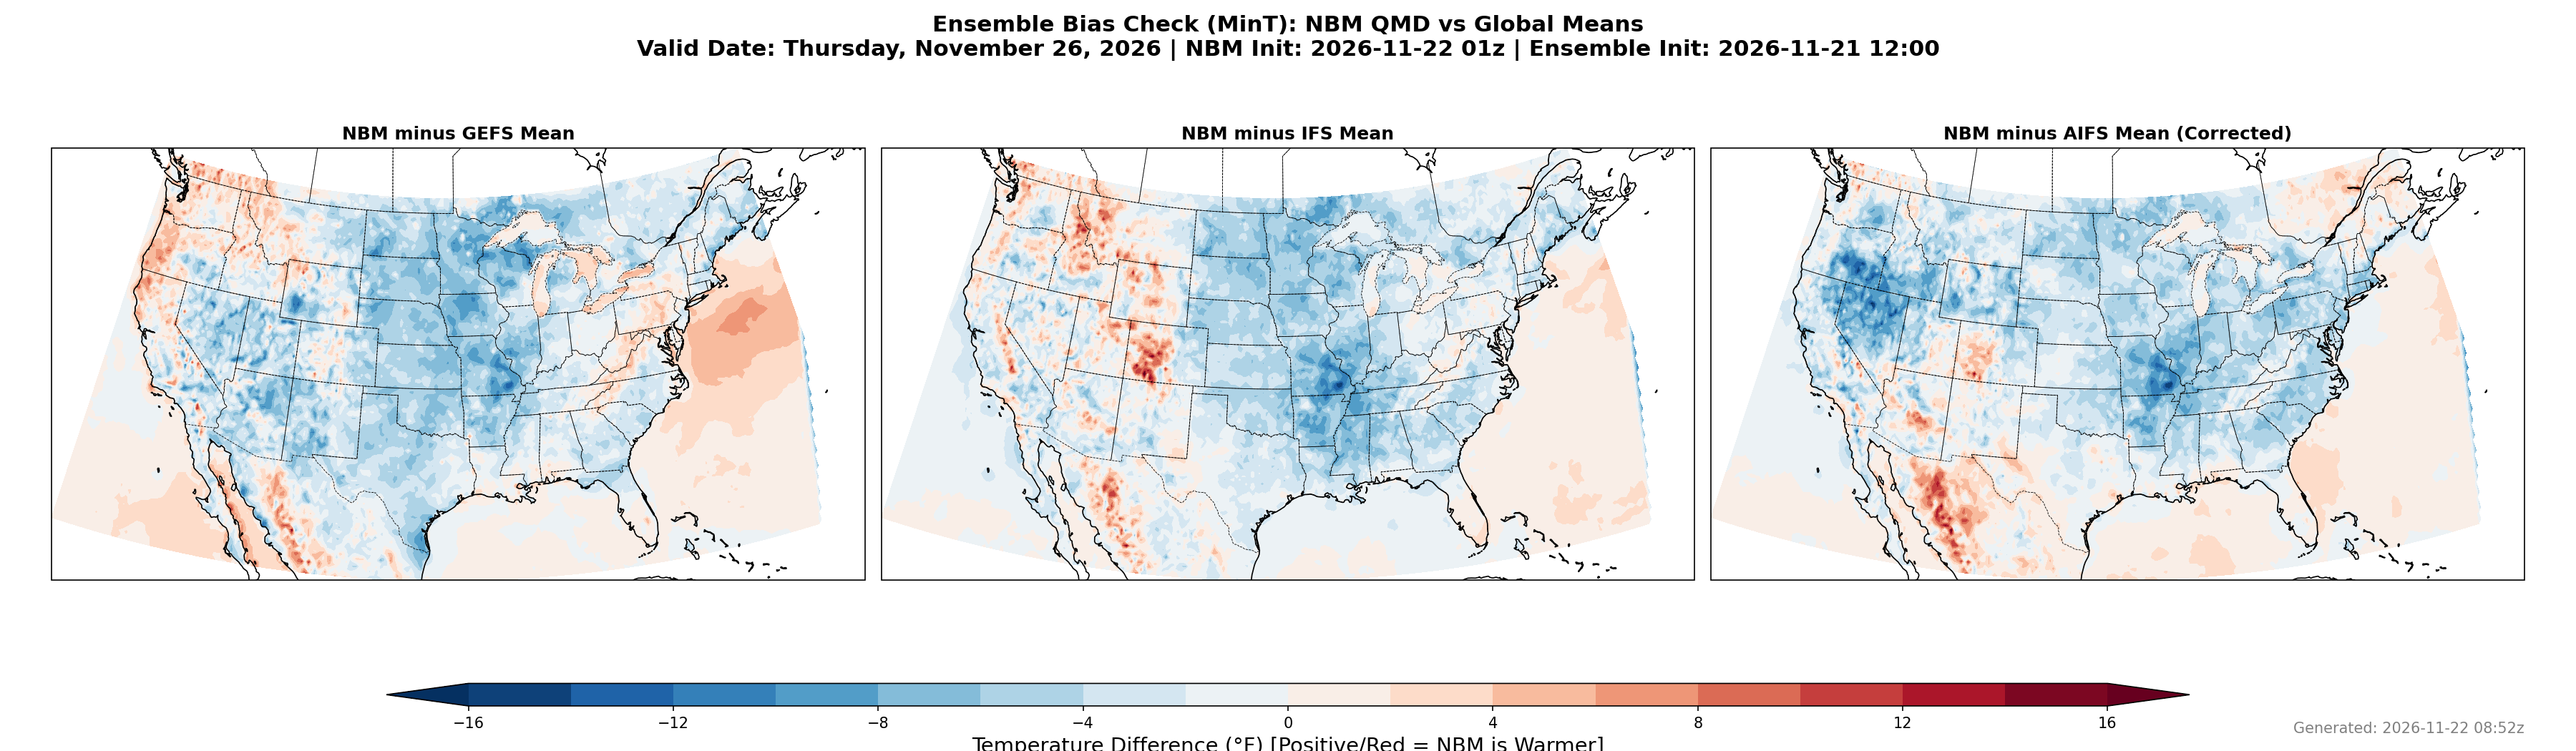 Ensemble Bias Check (MinT): NBM QMD vs Global Means
Valid Date: Thursday, November 26, 2026 | NBM Init: 2026-11-22 01z | Ensemble Init: 2026-11-21 12:00
NBM minus GEFS Mean
NBM minus IFS Mean
NBM minus AIFS Mean (Corrected)
−16 −12 −8 −4 0 4 8 12 16
Temperature Difference (°F) [Positive/Red = NBM is Warmer]
Generated: 2026-11-22 08:52z